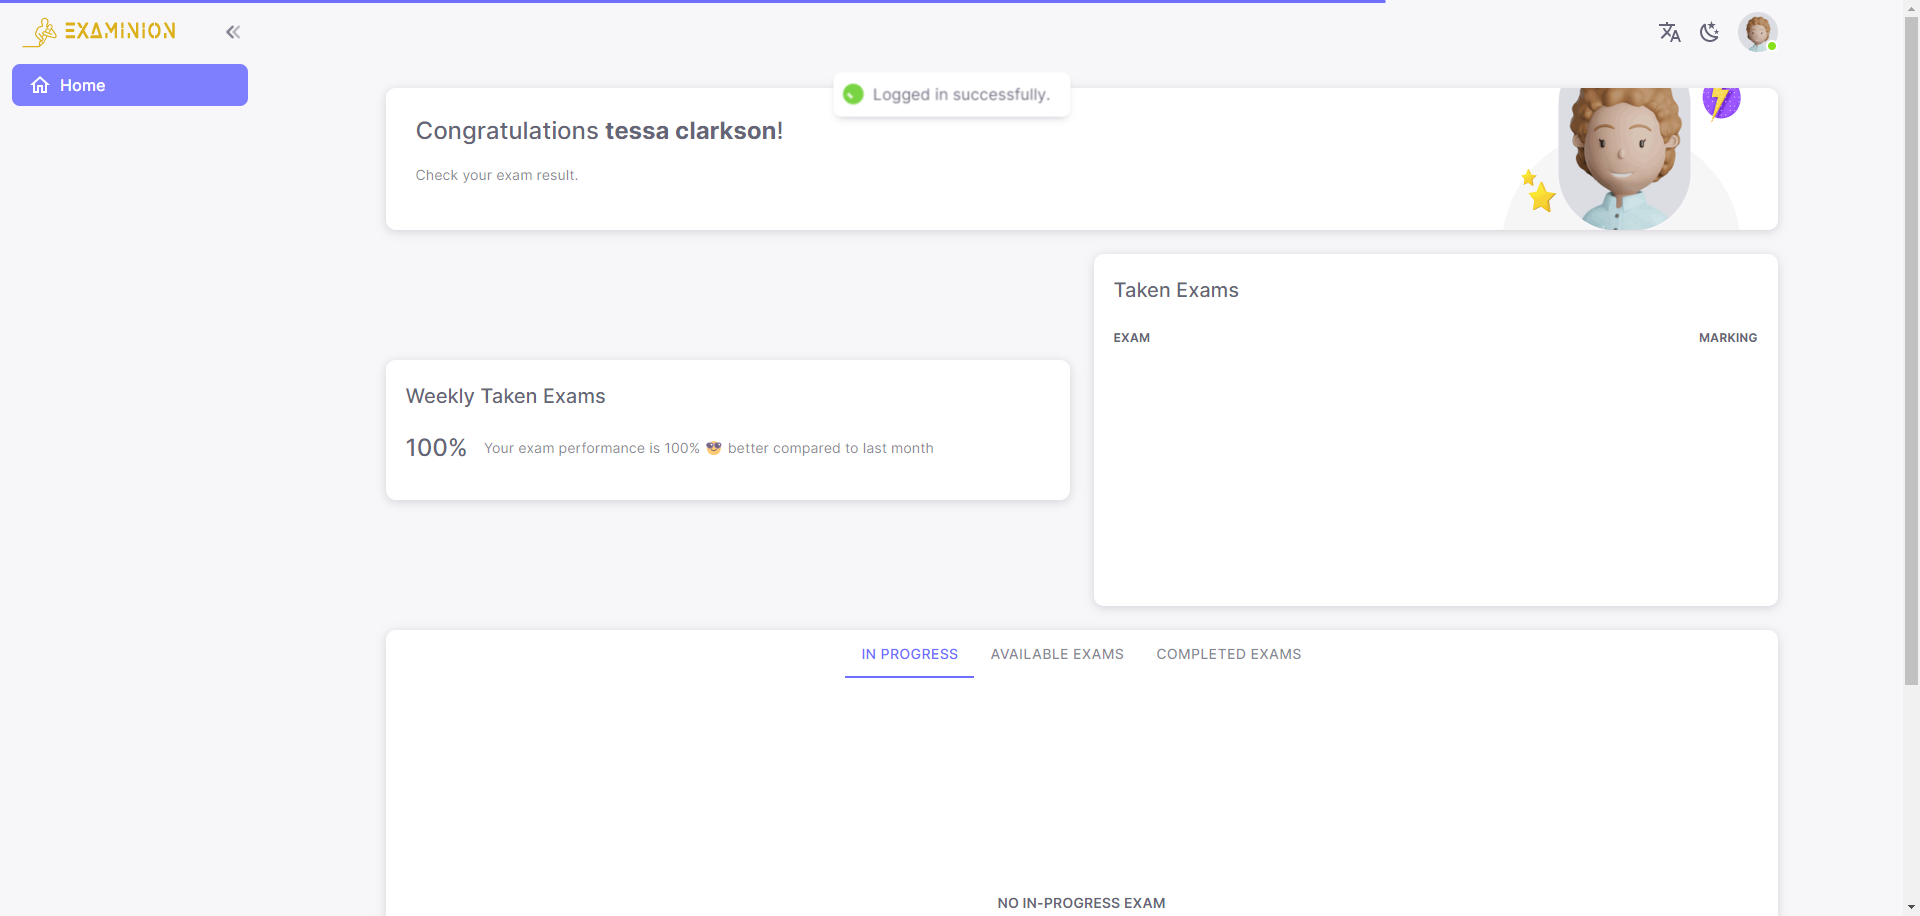 EXAMINION
Home
Logged in successfully.
Congratulations tessa clarkson!
Check your exam result.
Taken Exams
EXAM MARKING
Weekly Taken Exams
100% Your exam performance is 100% 😎 better compared to last month
IN PROGRESS AVAILABLE EXAMS COMPLETED EXAMS
NO IN-PROGRESS EXAM